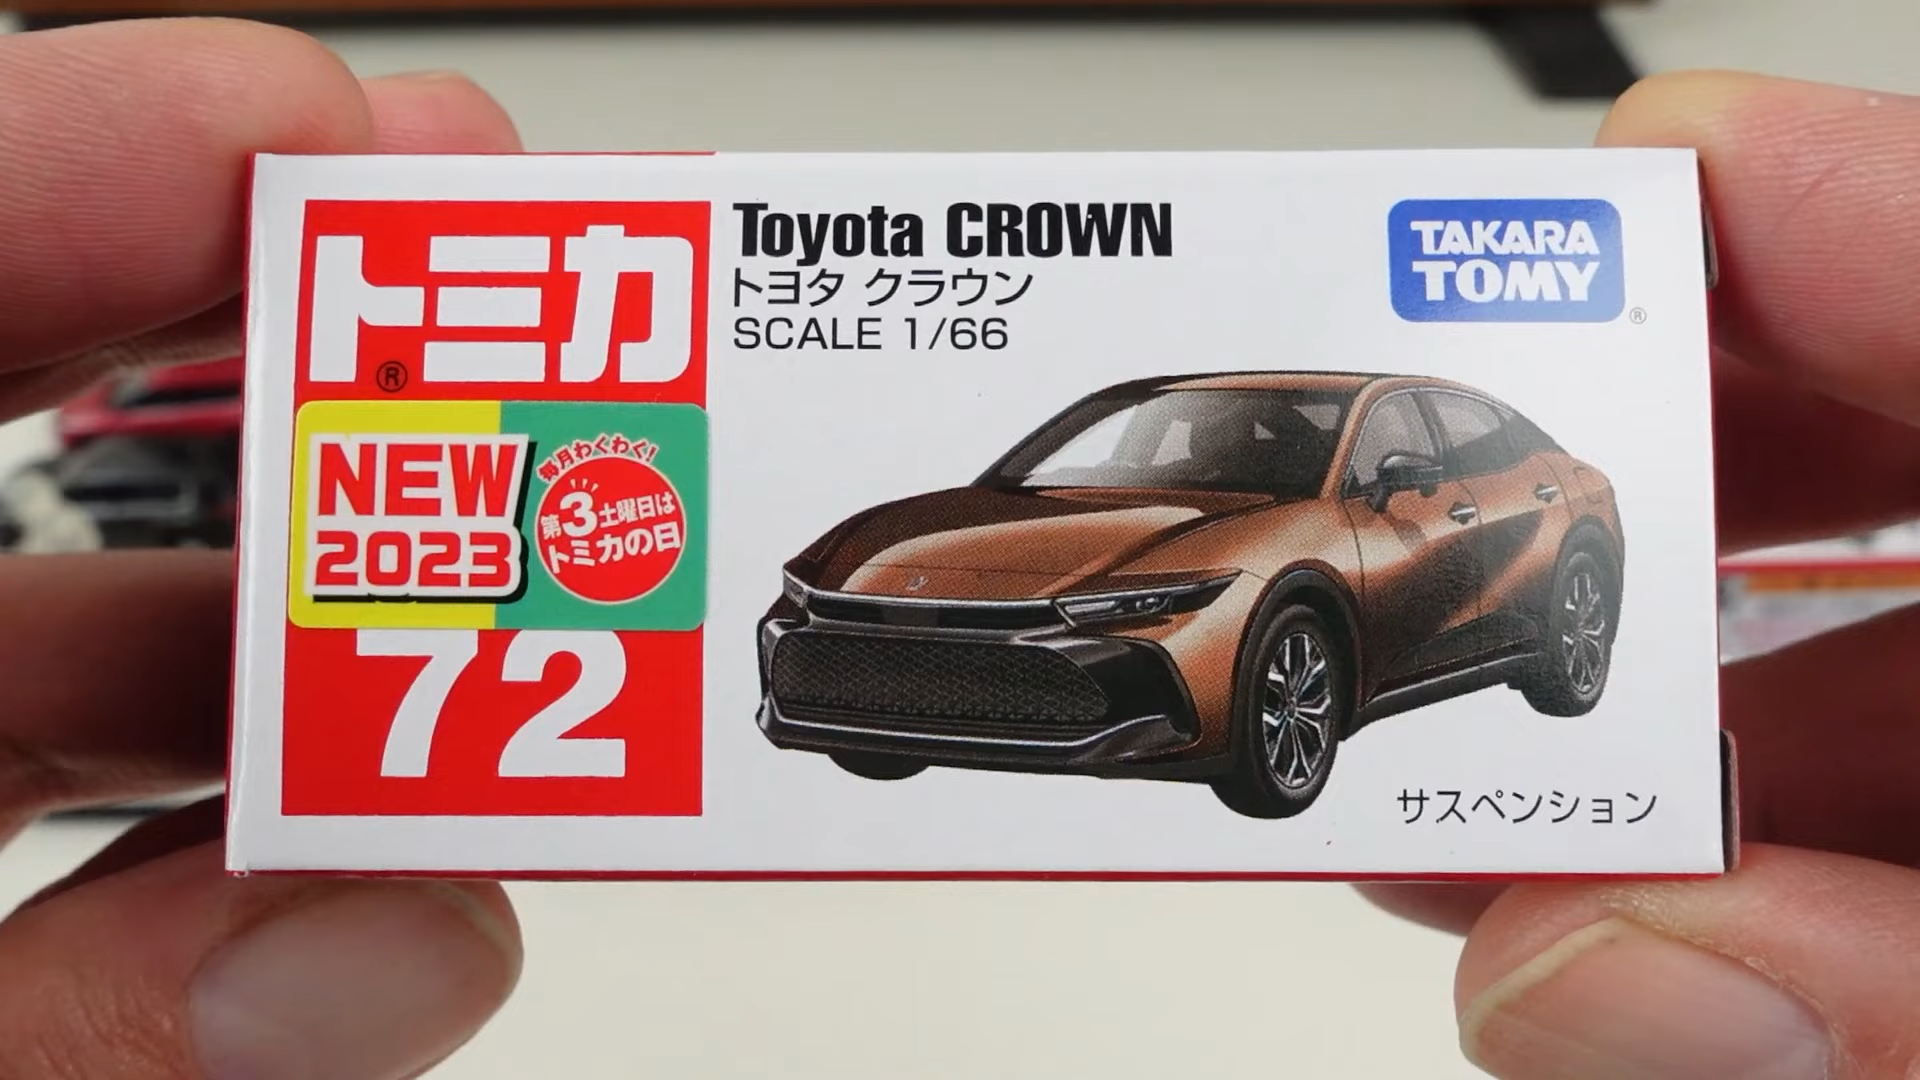 トミカ
®
NEW
2023
毎月わくわく!
第3土曜日は
トミカの日
72
Toyota CROWN
トヨタ クラウン
SCALE 1/66
TAKARA
TOMY
®
サスペンション